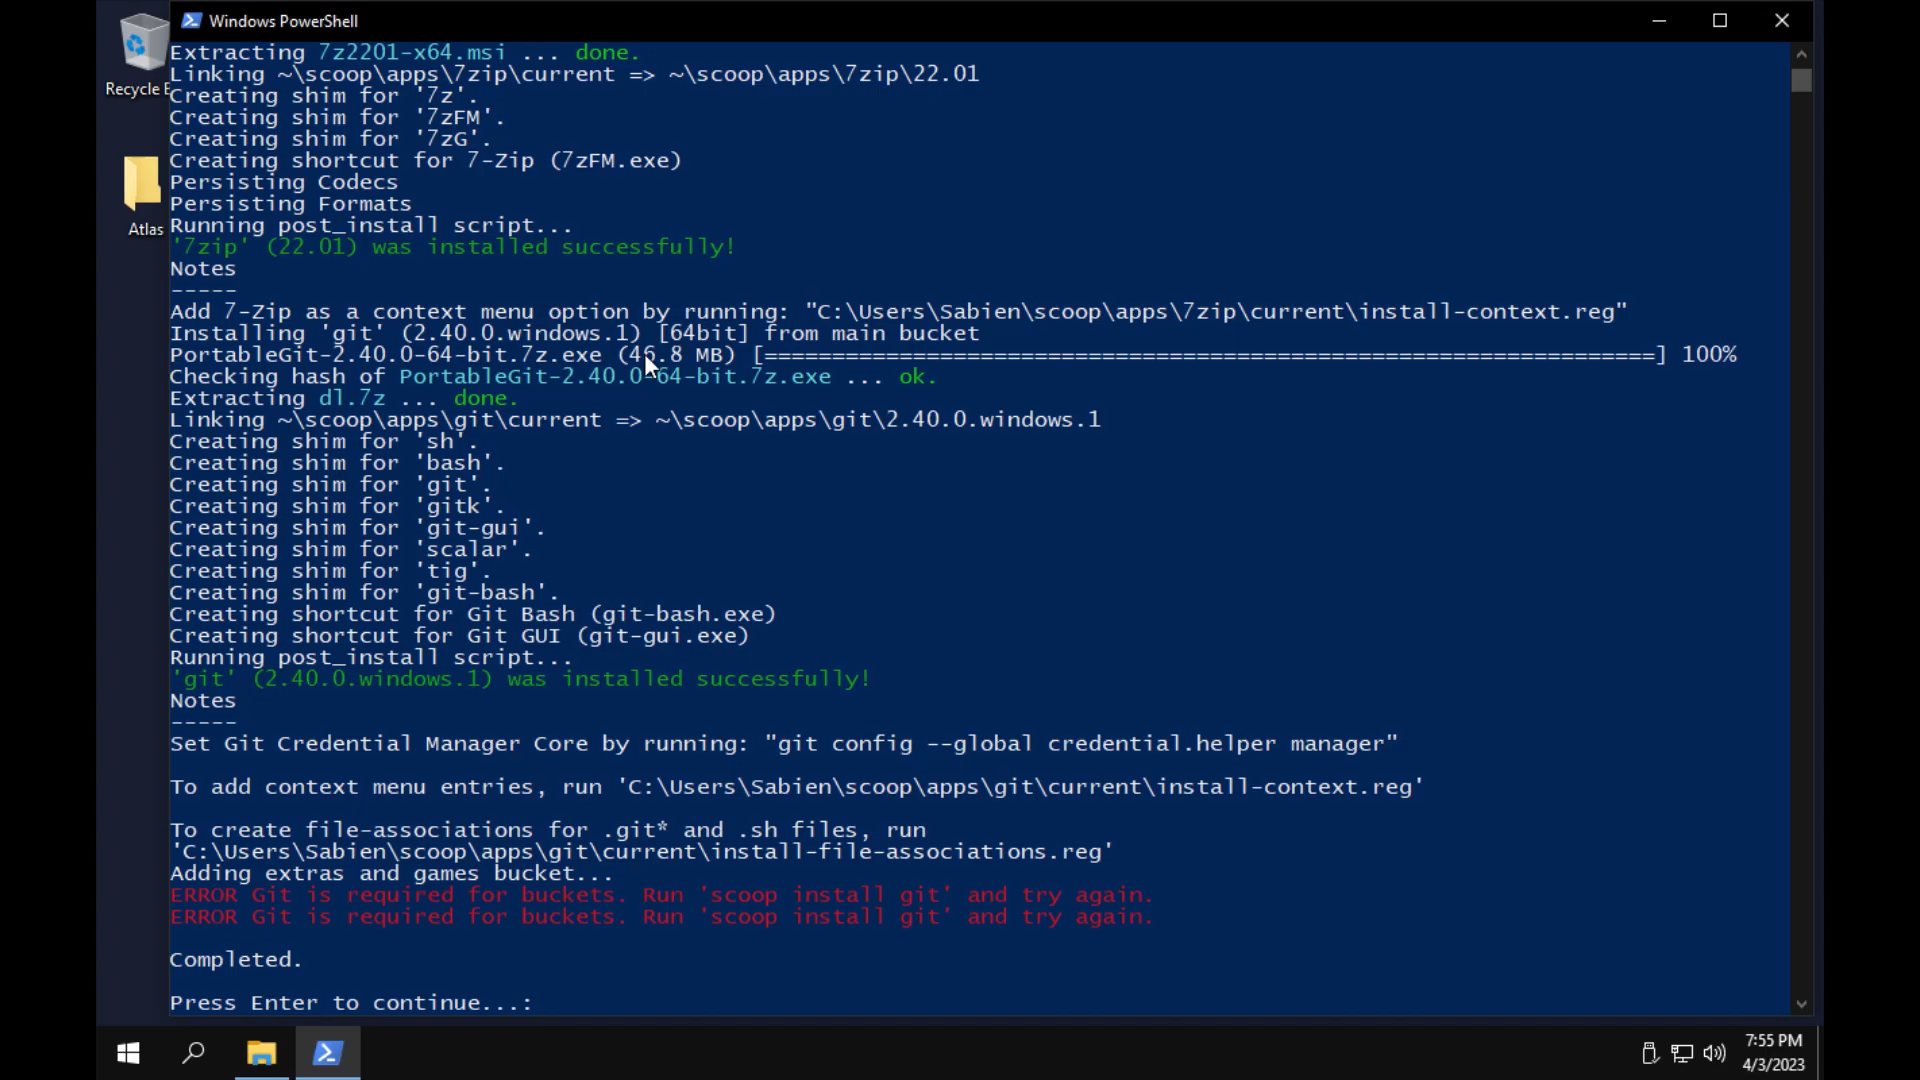 Windows PowerShell
Recycle
Atlas
Extracting 7z2201-x64.msi ... done.
Linking ~\scoop\apps\7zip\current => ~\scoop\apps\7zip\22.01
Creating shim for '7z'.
Creating shim for '7zFM'.
Creating shim for '7zG'.
Creating shortcut for 7-Zip (7zFM.exe)
Persisting Codecs
Persisting Formats
Running post_install script...
'7zip' (22.01) was installed successfully!
Notes
-----
Add 7-Zip as a context menu option by running: "C:\Users\Sabien\scoop\apps\7zip\current\install-context.reg"
Installing 'git' (2.40.0.windows.1) [64bit] from main bucket
PortableGit-2.40.0-64-bit.7z.exe (46.8 MB) [==================================================================] 100%
Checking hash of PortableGit-2.40.0-64-bit.7z.exe ... ok.
Extracting dl.7z ... done.
Linking ~\scoop\apps\git\current => ~\scoop\apps\git\2.40.0.windows.1
Creating shim for 'sh'.
Creating shim for 'bash'.
Creating shim for 'git'.
Creating shim for 'gitk'.
Creating shim for 'git-gui'.
Creating shim for 'scalar'.
Creating shim for 'tig'.
Creating shim for 'git-bash'.
Creating shortcut for Git Bash (git-bash.exe)
Creating shortcut for Git GUI (git-gui.exe)
Running post_install script...
'git' (2.40.0.windows.1) was installed successfully!
Notes
-----
Set Git Credential Manager Core by running: "git config --global credential.helper manager"
To add context menu entries, run 'C:\Users\Sabien\scoop\apps\git\current\install-context.reg'
To create file-associations for .git* and .sh files, run
'C:\Users\Sabien\scoop\apps\git\current\install-file-associations.reg'
Adding extras and games bucket...
ERROR Git is required for buckets. Run 'scoop install git' and try again.
ERROR Git is required for buckets. Run 'scoop install git' and try again.
Completed.
Press Enter to continue...:
7:55 PM
4/3/2023